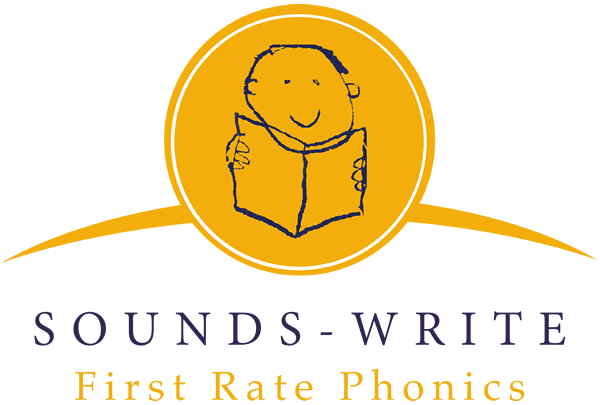 SOUNDS-WRITE
First Rate Phonics